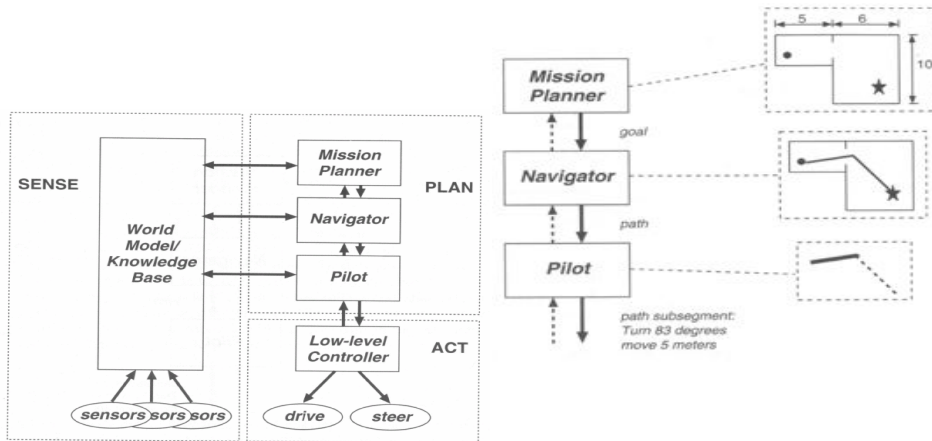 SENSE
World
Model/
Knowledge
Base
sensors
sors
sors
Mission
Planner
PLAN
Navigator
Pilot
Low-level
Controller
ACT
drive
steer
Mission
Planner
goal
Navigator
path
Pilot
path subsegment:
Turn 83 degrees
move 5 meters
5
6
10